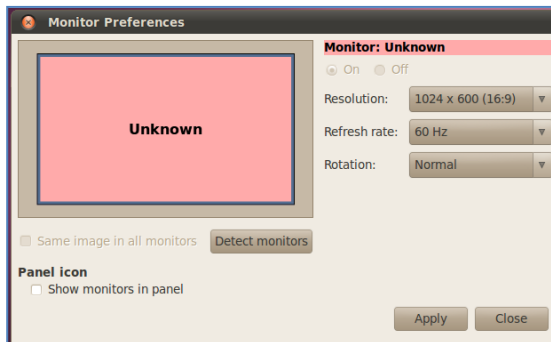 Monitor Preferences
Unknown
Monitor: Unknown
On Off
Resolution: 1024 x 600 (16:9)
Refresh rate: 60 Hz
Rotation: Normal
Same image in all monitors Detect monitors
Panel icon
Show monitors in panel
Apply Close